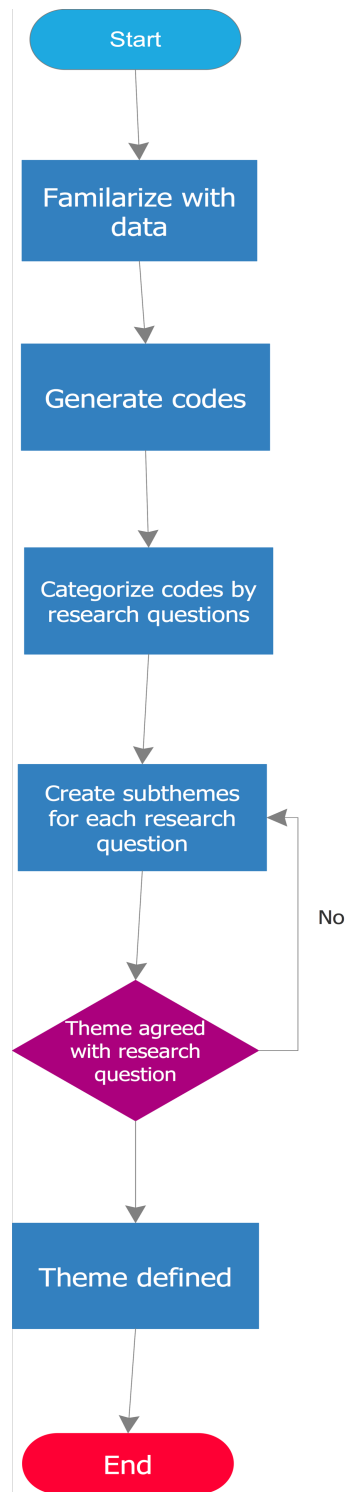 Start
Familarize with
data
Generate codes
Categorize codes by
research questions
Create subthemes
for each research
question
No
Theme agreed
with research
question
Theme defined
End